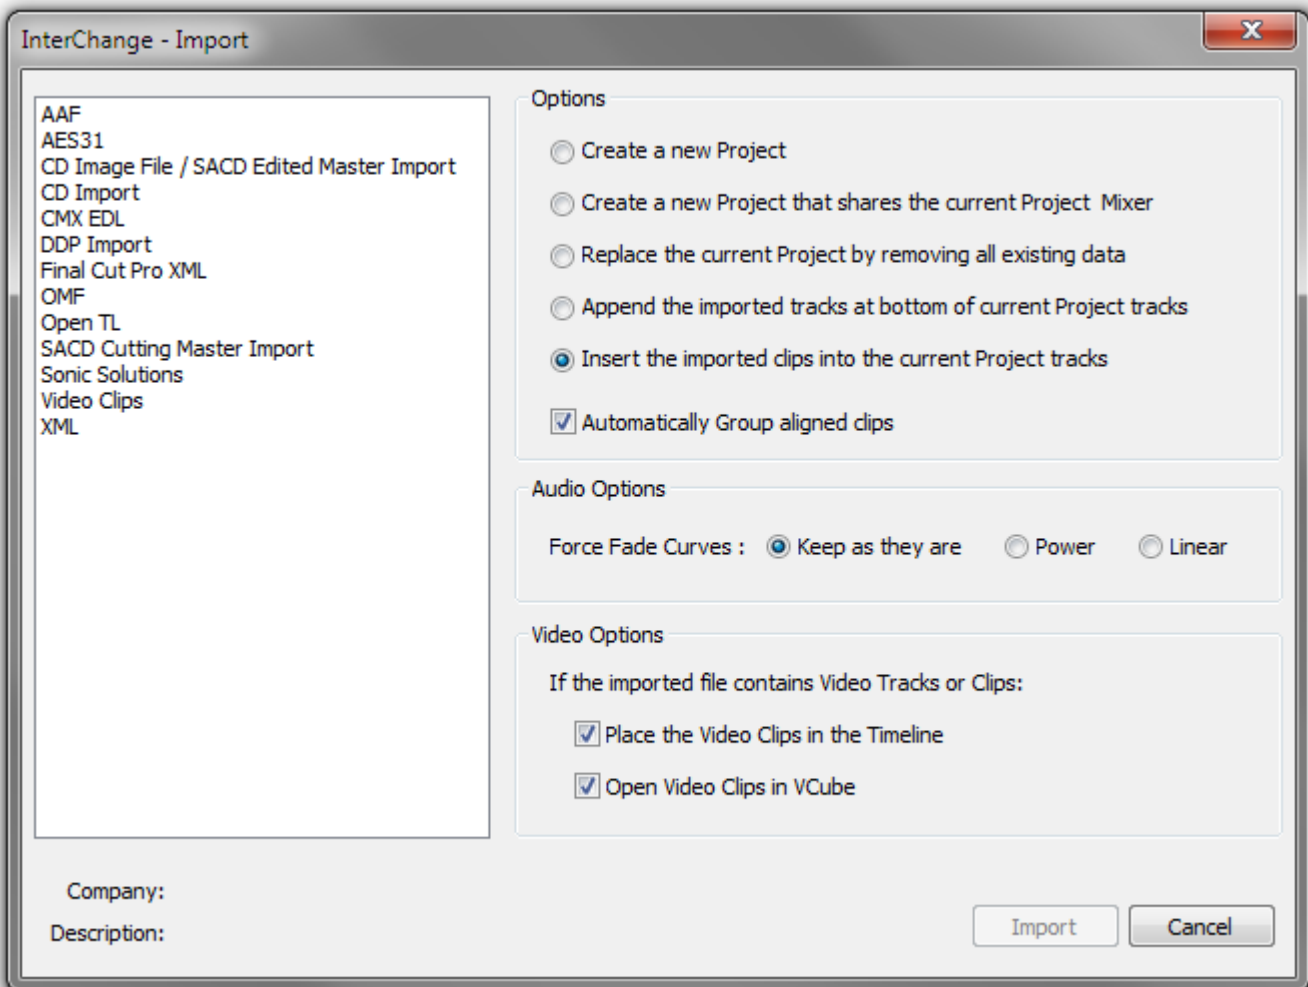 InterChange - Import
AAF
AES31
CD Image File / SACD Edited Master Import
CD Import
CMX EDL
DDP Import
Final Cut Pro XML
OMF
Open TL
SACD Cutting Master Import
Sonic Solutions
Video Clips
XML
Options
Create a new Project
Create a new Project that shares the current Project Mixer
Replace the current Project by removing all existing data
Append the imported tracks at bottom of current Project tracks
Insert the imported clips into the current Project tracks
Automatically Group aligned clips
Audio Options
Force Fade Curves : Keep as they are Power Linear
Video Options
If the imported file contains Video Tracks or Clips:
Place the Video Clips in the Timeline
Open Video Clips in VCube
Company:
Description:
Import Cancel